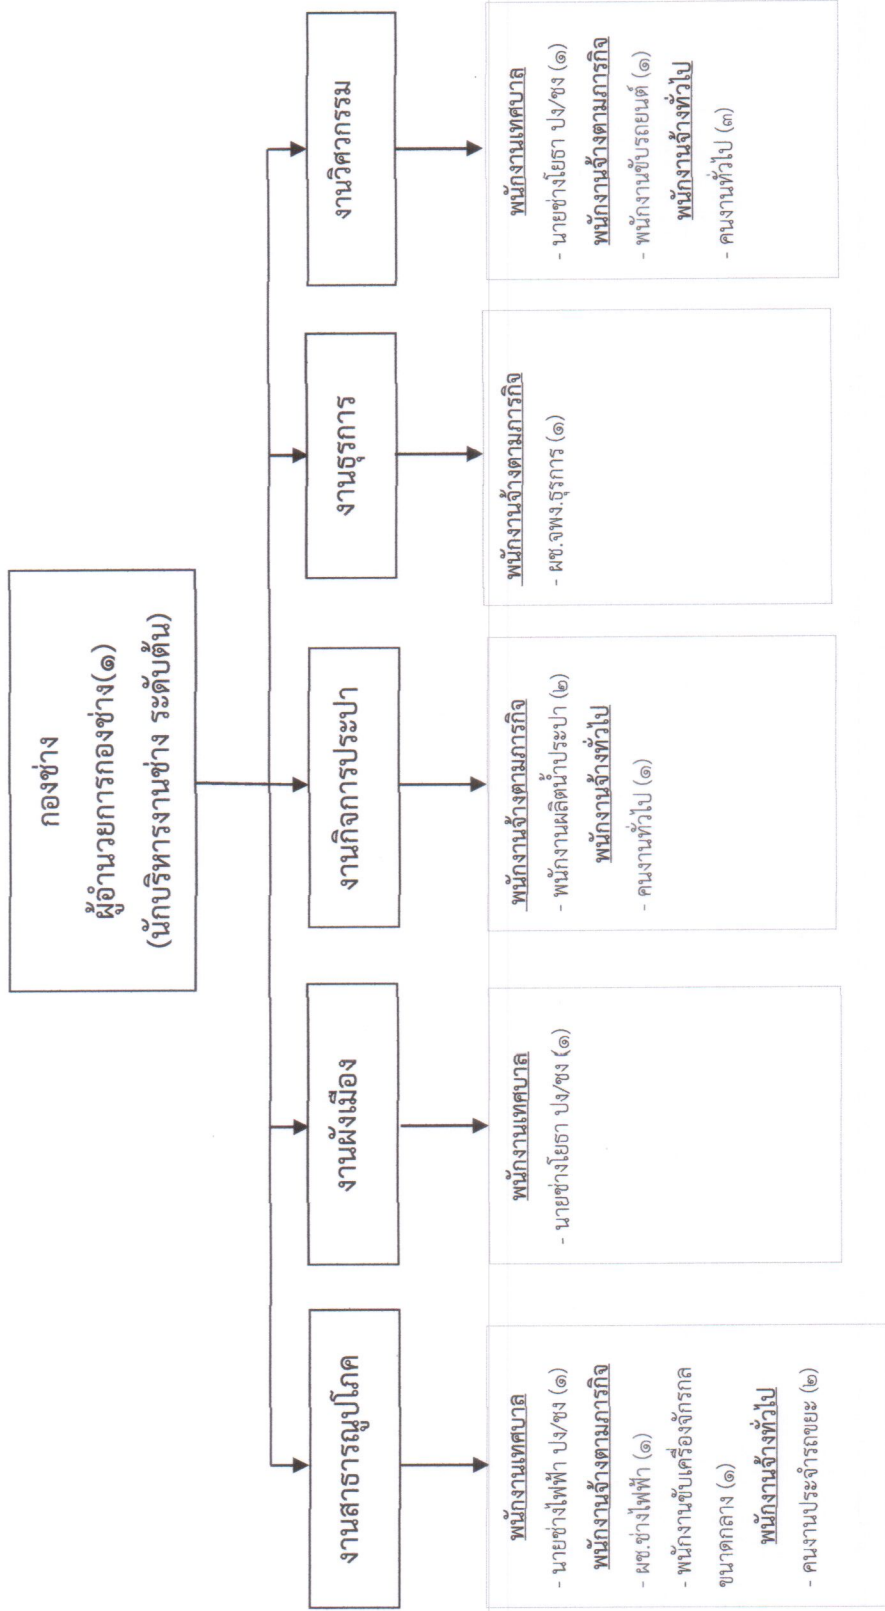 กองช่าง
ผู้อำนวยการกองช่าง(๑)
(นักบริหารงานช่าง ระดับต้น)
งานสาธารณูปโภค
งานผังเมือง
งานกิจการประปา
งานธุรการ
งานวิศวกรรม
พนักงานเทศบาล
- นายช่างไฟฟ้า ปง/ชง (๑)
พนักงานจ้างตามภารกิจ
- ผช.ช่างไฟฟ้า (๑)
- พนักงานขับเครื่องจักรกล
ขนาดกลาง (๑)
พนักงานจ้างทั่วไป
- คนงานประจำรถขยะ (๒)
พนักงานเทศบาล
- นายช่างโยธา ปง/ชง (๑)
พนักงานจ้างตามภารกิจ
- พนักงานผลิตน้ำประปา (๒)
พนักงานจ้างทั่วไป
- คนงานทั่วไป (๑)
พนักงานจ้างตามภารกิจ
- ผช.จพง.ธุรการ (๑)
พนักงานเทศบาล
- นายช่างโยธา ปง/ชง (๑)
พนักงานจ้างตามภารกิจ
- พนักงานขับรถยนต์ (๑)
พนักงานจ้างทั่วไป
- คนงานทั่วไป (๓)